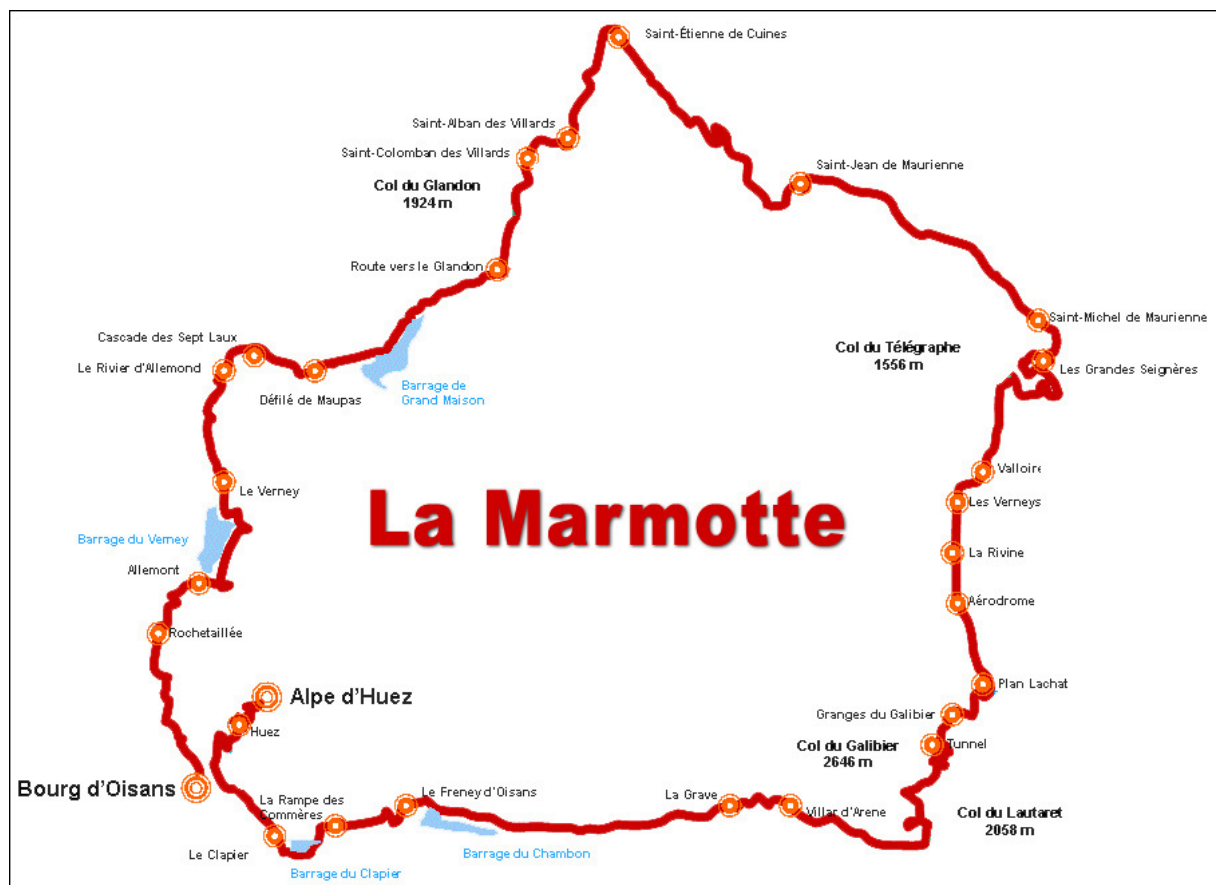 Saint-Étienne de Cuines
Saint-Alban des Villards
Saint-Colomban des Villards
Saint-Jean de Maurienne
Col du Glandon
1924 m
Route vers le Glandon
Saint-Michel de Maurienne
Cascade des Sept Laux
Col du Télégraphe
1556 m
Le Rivier d'Allemond
Les Grandes Seignères
Barrage de
Grand Maison
Défilé de Maupas
Valloire
Le Verney
Les Verneys
La Marmotte
Barrage du Verney
La Rivine
Allemont
Aérodrome
Rochetaillée
Plan Lachat
Alpe d'Huez
Granges du Galibier
Huez
Col du Galibier
2646 m
Tunnel
Bourg d'Oisans
Le Freney d'Oisans
La Grave
La Rampe des
Commères
Villar d'Arene
Col du Lautaret
2058 m
Le Clapier
Barrage du Chambon
Barrage du Clapier